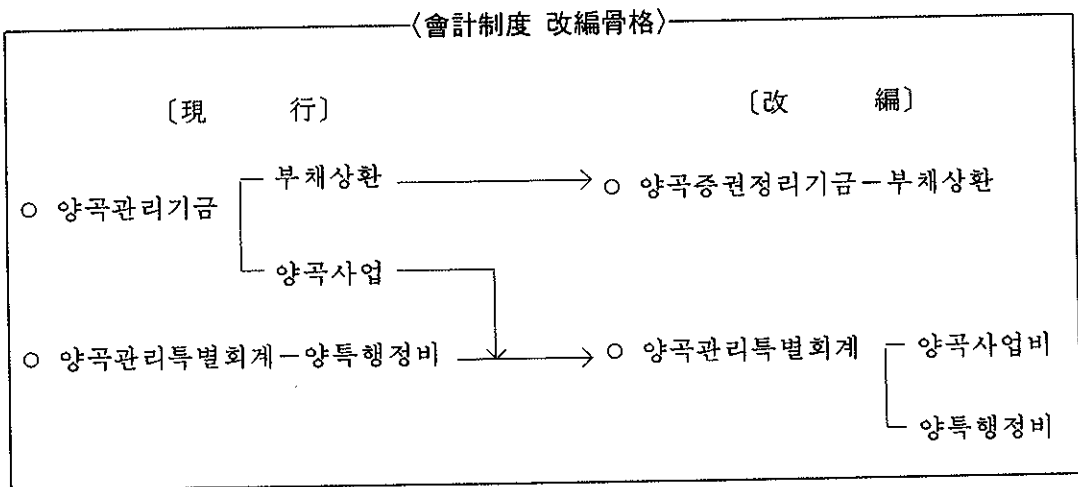 〈會計制度 改編骨格〉
〔現 行〕 〔改 編〕
부채상환
○ 양곡증권정리기금-부채상환
○ 양곡관리기금
양곡사업
○ 양곡관리특별회계-양특행정비
○ 양곡관리특별회계
양곡사업비
양특행정비